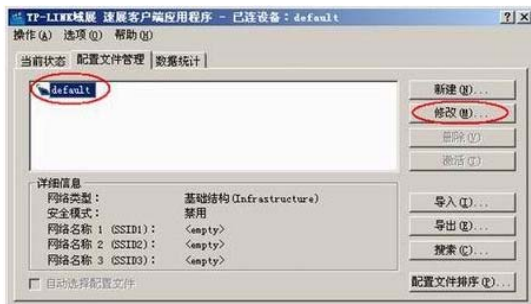 TP-LINK域展 速展客户端应用程序 - 已连设备：default
操作(A) 选项(O) 帮助(H)
当前状态 配置文件管理 数据统计
default
新建(N)...
修改(M)...
删除(V)
激活(T)
详细信息
网络类型： 基础结构(Infrastructure)
安全模式： 禁用
网络名称 1 (SSID1)： <empty>
网络名称 2 (SSID2)： <empty>
网络名称 3 (SSID3)： <empty>
导入(I)...
导出(E)...
搜索(C)...
自动选择配置文件
配置文件排序(P)...